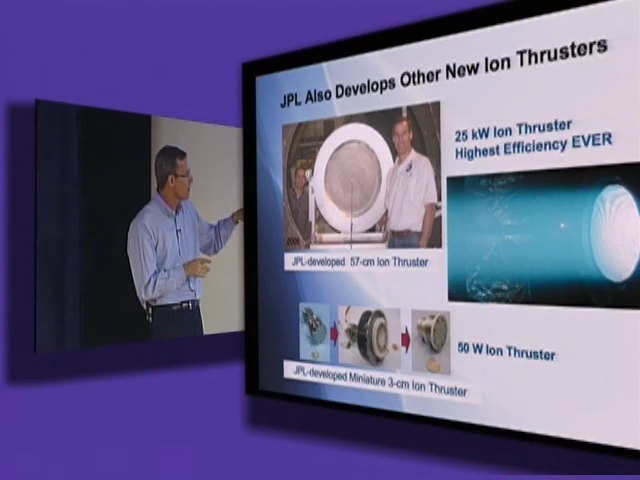 JPL Also Develops Other New Ion Thrusters
25 kW Ion Thruster
Highest Efficiency EVER
JPL-developed 57-cm Ion Thruster
50 W Ion Thruster
JPL-developed Miniature 3-cm Ion Thruster